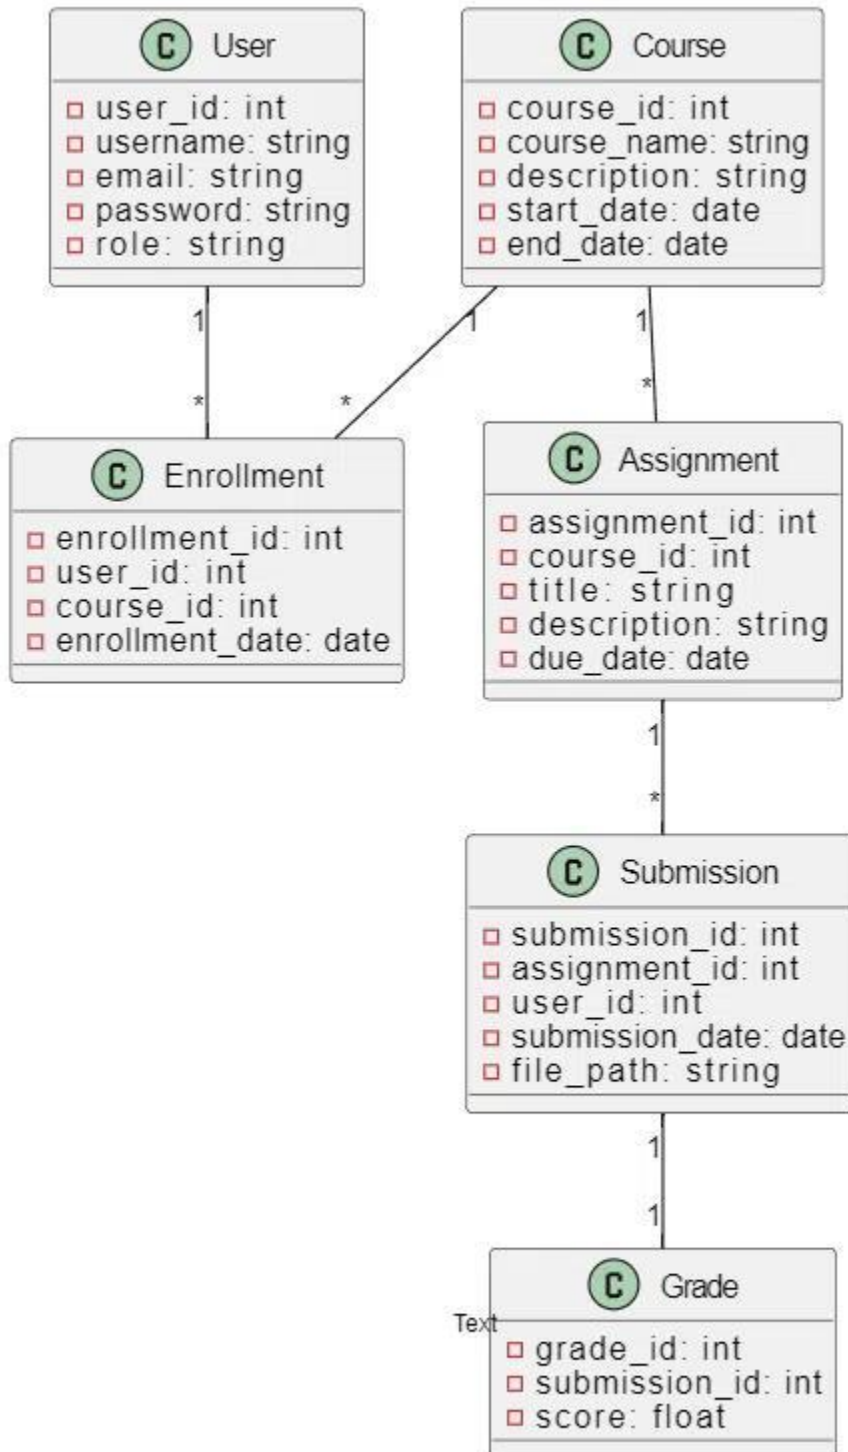 C User
user_id: int
username: string
email: string
password: string
role: string
C Course
course_id: int
course_name: string
description: string
start_date: date
end_date: date
1
*
1
*
1
*
C Enrollment
enrollment_id: int
user_id: int
course_id: int
enrollment_date: date
C Assignment
assignment_id: int
course_id: int
title: string
description: string
due_date: date
1
*
C Submission
submission_id: int
assignment_id: int
user_id: int
submission_date: date
file_path: string
1
1
C Grade
Text
grade_id: int
submission_id: int
score: float